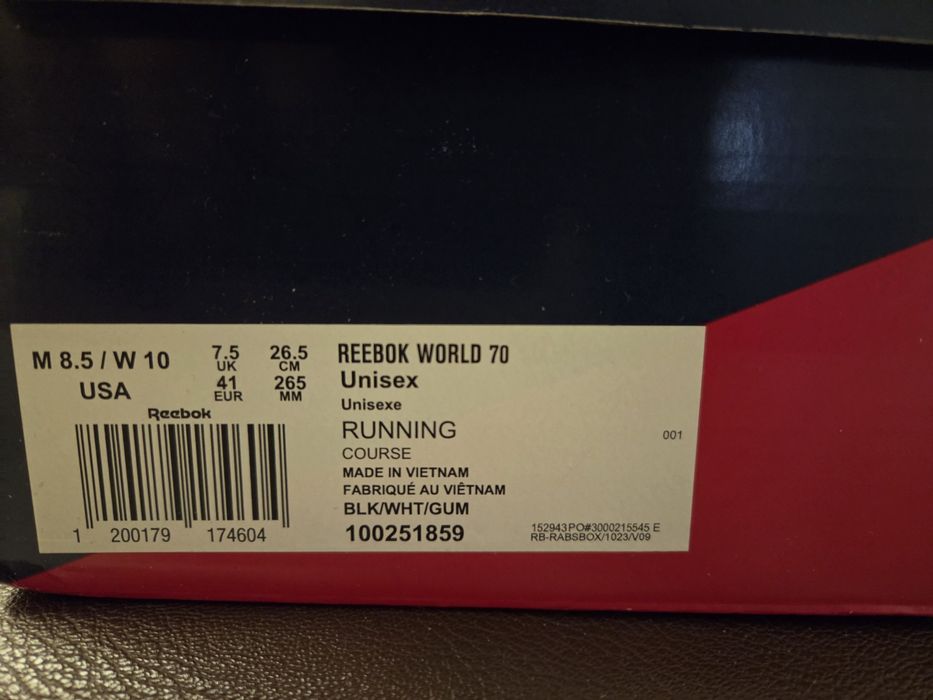 M 8.5 / W 10
USA
7.5
UK
41
EUR
26.5
CM
265
MM
Reebok
1 200179 174604
REEBOK WORLD 70
Unisex
Unisexe
RUNNING
COURSE
MADE IN VIETNAM
FABRIQUÉ AU VIÊTNAM
BLK/WHT/GUM
100251859
001
152943PO#3000215545 E
RB-RABSBOX/1023/V09